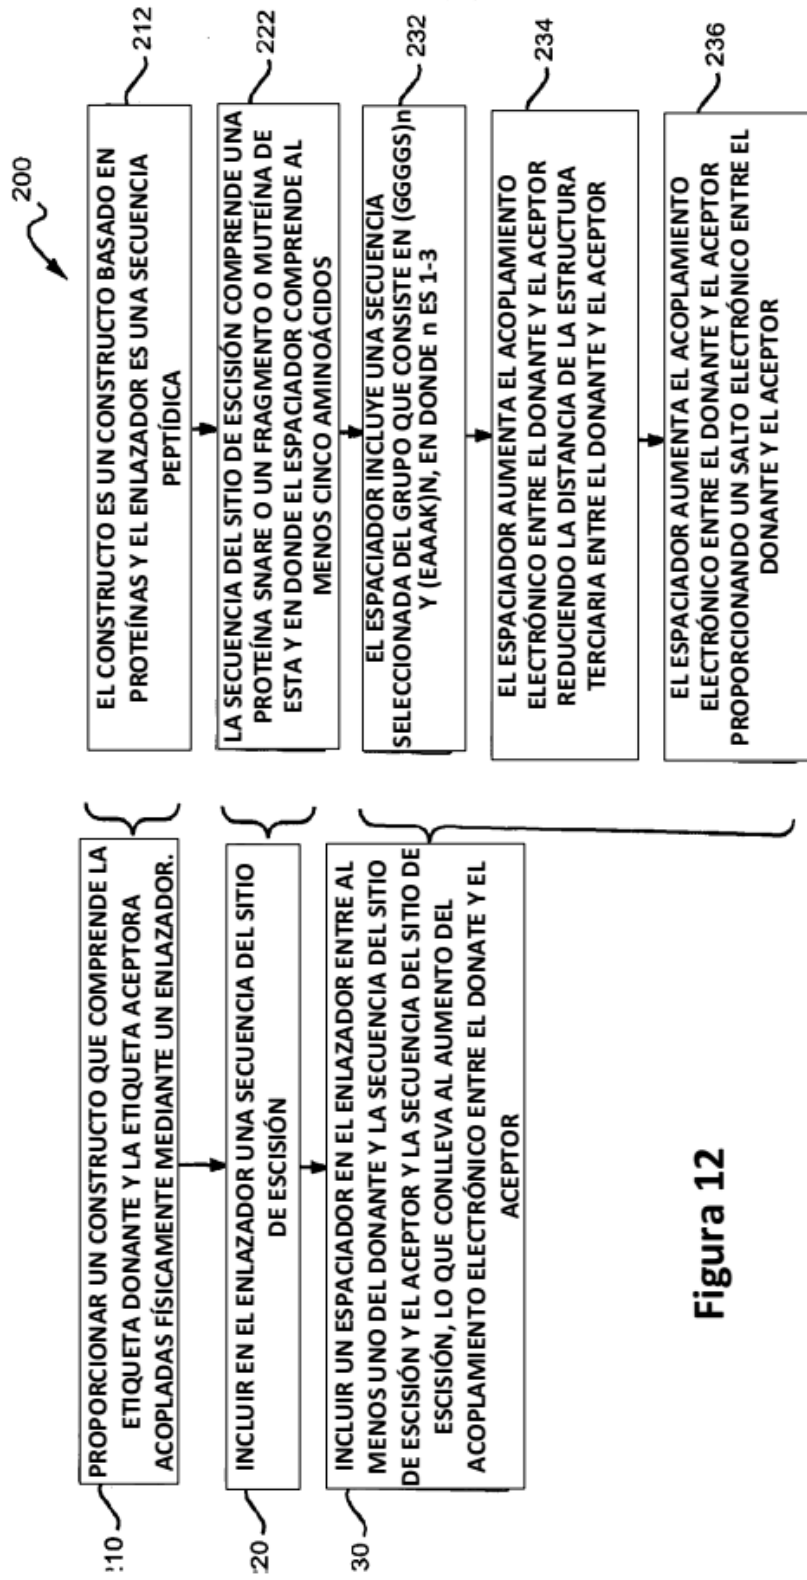 200
PROPORCIONAR UN CONSTRUCTO QUE COMPRENDE LA
ETIQUETA DONANTE Y LA ETIQUETA ACEPTORA
ACOPLADAS FÍSICAMENTE MEDIANTE UN ENLAZADOR.
:10
INCLUIR EN EL ENLAZADOR UNA SECUENCIA DEL SITIO
DE ESCISIÓN
20
INCLUIR UN ESPACIADOR EN EL ENLAZADOR ENTRE AL
MENOS UNO DEL DONANTE Y LA SECUENCIA DEL SITIO
DE ESCISIÓN Y EL ACEPTOR Y LA SECUENCIA DEL SITIO DE
ESCISIÓN, LO QUE CONLLEVA AL AUMENTO DEL
ACOPLAMIENTO ELECTRÓNICO ENTRE EL DONATE Y EL
ACEPTOR
30
EL CONSTRUCTO ES UN CONSTRUCTO BASADO EN
PROTEÍNAS Y EL ENLAZADOR ES UNA SECUENCIA
PEPTÍDICA
212
LA SECUENCIA DEL SITIO DE ESCISIÓN COMPRENDE UNA
PROTEÍNA SNARE O UN FRAGMENTO O MUTEÍNA DE
ESTA Y EN DONDE EL ESPACIADOR COMPRENDE AL
MENOS CINCO AMINOÁCIDOS
222
EL ESPACIADOR INCLUYE UNA SECUENCIA
SELECCIONADA DEL GRUPO QUE CONSISTE EN (GGGGS)n
Y (EAAAK)N, EN DONDE n ES 1-3
232
EL ESPACIADOR AUMENTA EL ACOPLAMIENTO
ELECTRÓNICO ENTRE EL DONANTE Y EL ACEPTOR
REDUCIENDO LA DISTANCIA DE LA ESTRUCTURA
TERCIARIA ENTRE EL DONANTE Y EL ACEPTOR
234
EL ESPACIADOR AUMENTA EL ACOPLAMIENTO
ELECTRÓNICO ENTRE EL DONANTE Y EL ACEPTOR
PROPORCIONANDO UN SALTO ELECTRÓNICO ENTRE EL
DONANTE Y EL ACEPTOR
236
Figura 12